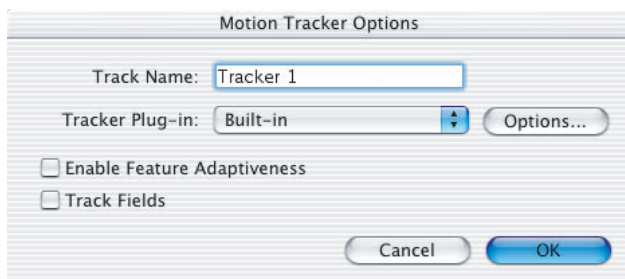 Motion Tracker Options
Track Name: Tracker 1
Tracker Plug-in: Built-in Options...
Enable Feature Adaptiveness
Track Fields
Cancel OK